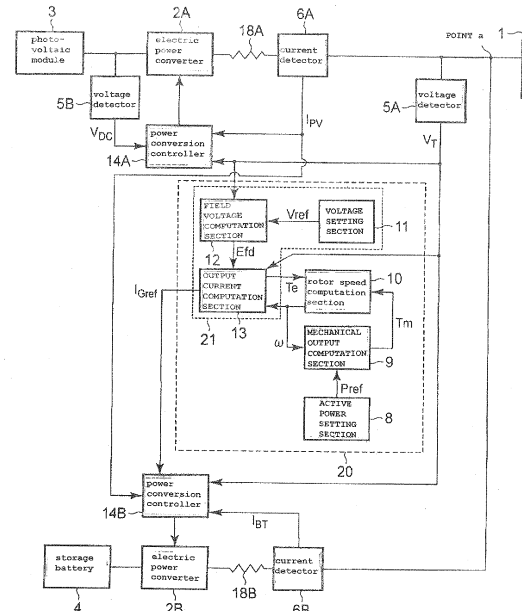 3
photo-
voltaic
module
2A
electric
power
converter
18A
6A
current
detector
POINT a
1
5B
voltage
detector
5A
voltage
detector
VDC
IPV
VT
power
conversion
controller
14A
FIELD
VOLTAGE
COMPUTATION
SECTION
12
Vref
VOLTAGE
SETTING
SECTION
11
Efd
OUTPUT
CURRENT
COMPUTATION
SECTION
13
21
IGref
Te
rotor speed
computation
section
10
Tm
ω
MECHANICAL
OUTPUT
COMPUTATION
SECTION
9
Pref
ACTIVE
POWER
SETTING
SECTION
8
20
power
conversion
controller
14B
IBT
storage
battery
4
electric
power
converter
2B
18B
current
detector
6B